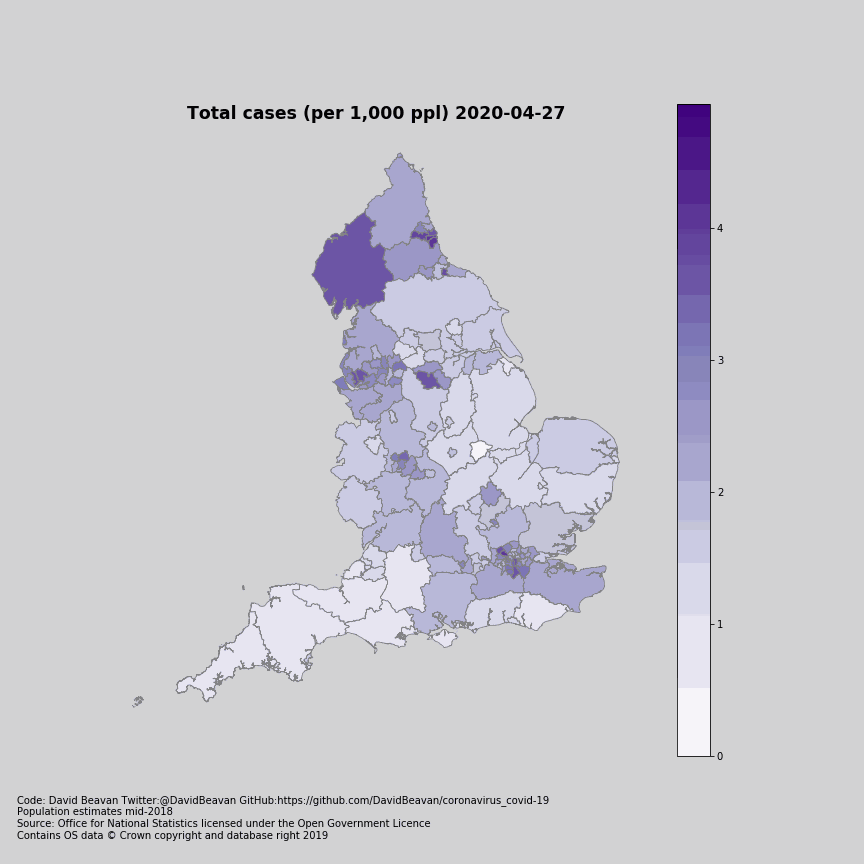 Total cases (per 1,000 ppl) 2020-04-27
4
3
2
1
0
Code: David Beavan Twitter:@DavidBeavan GitHub:https://github.com/DavidBeavan/coronavirus_covid-19
Population estimates mid-2018
Source: Office for National Statistics licensed under the Open Government Licence
Contains OS data © Crown copyright and database right 2019